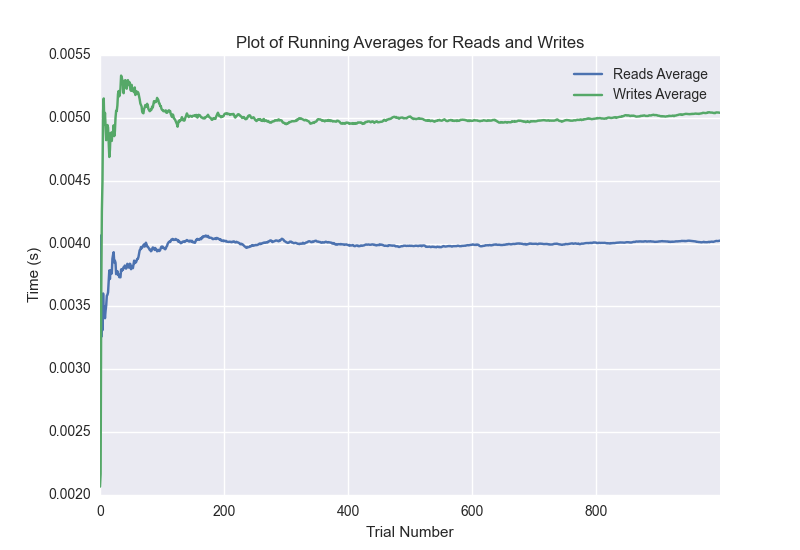 Plot of Running Averages for Reads and Writes
Reads Average
Writes Average
0.0055
0.0050
0.0045
0.0040
0.0035
0.0030
0.0025
0.0020
Time (s)
0
200
400
600
800
Trial Number